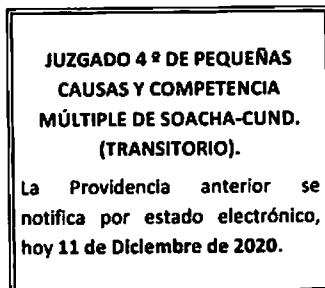 JUZGADO 4 º DE PEQUEÑAS
CAUSAS Y COMPETENCIA
MÚLTIPLE DE SOACHA-CUND.
(TRANSITORIO).
La Providencia anterior se
notifica por estado electrónico,
hoy 11 de Diciembre de 2020.